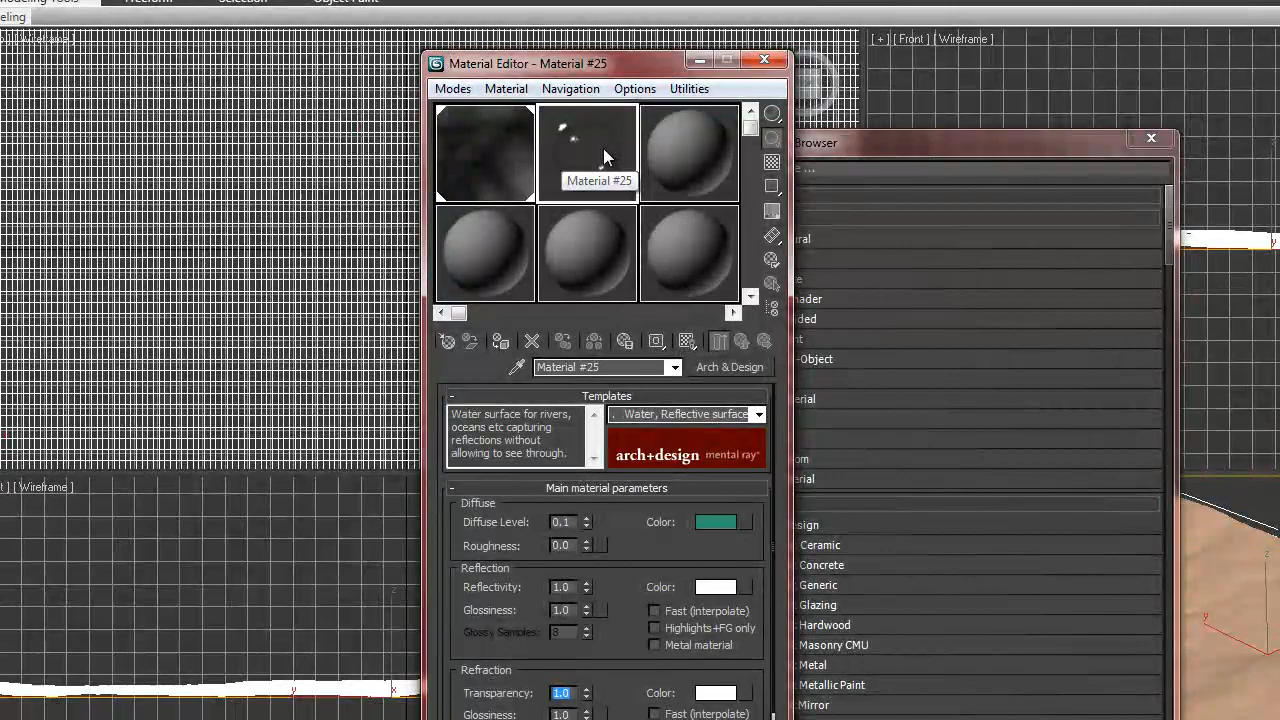 Modeling Tools
Freeform
Selection
Object Paint
eling
[ Wireframe ]
[ + ] [ Front ] [ Wireframe ]
Material Editor - Material #25
Modes
Material
Navigation
Options
Utilities
Material #25
Browser
...
ural
e
hader
ded
nt
-Object
erial
om
erial
Material #25
Arch & Design
-
Templates
Water surface for rivers,
oceans etc capturing
reflections without
allowing to see through.
. Water, Reflective surface
arch+design mental ray*
-
Main material parameters
Diffuse
Diffuse Level: 0.1
Color:
Roughness: 0.0
Reflection
Reflectivity: 1.0
Color:
Glossiness: 1.0
Fast (interpolate)
Highlights+FG only
Glossy Samples: 8
Metal material
Refraction
Transparency: 1.0
Color:
Glossiness: 1.0
Fast (interpolate)
esign
Ceramic
Concrete
Generic
Glazing
Hardwood
Masonry CMU
Metal
Metallic Paint
Mirror
t ] [ Wireframe ]
z
y
x
y
z
y